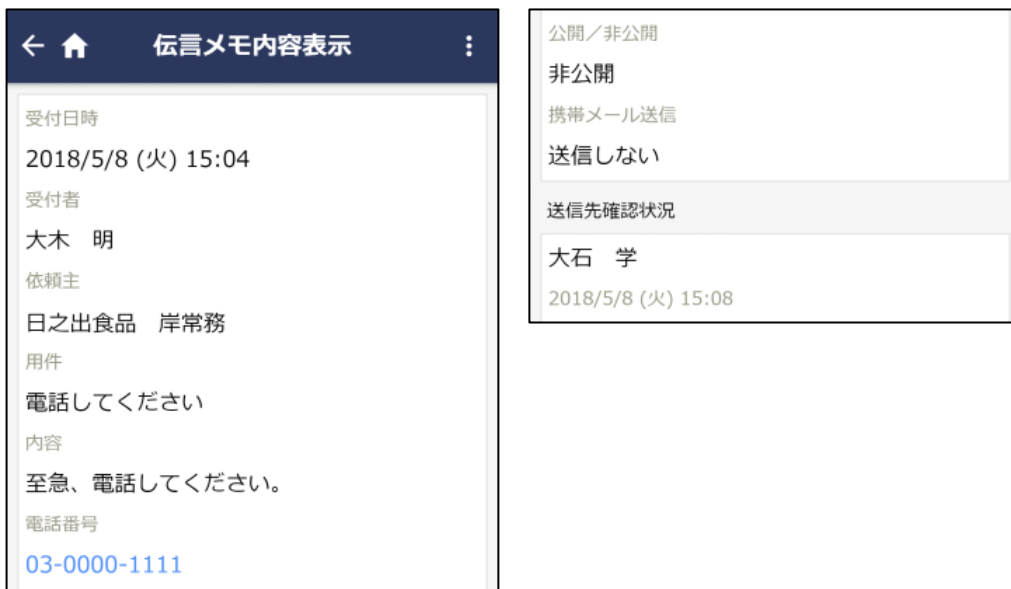 伝言メモ内容表示
受付日時
2018/5/8 (火) 15:04
受付者
大木　明
依頼主
日之出食品　岸常務
用件
電話してください
内容
至急、電話してください。
電話番号
03-0000-1111
公開／非公開
非公開
携帯メール送信
送信しない
送信先確認状況
大石　学
2018/5/8 (火) 15:08